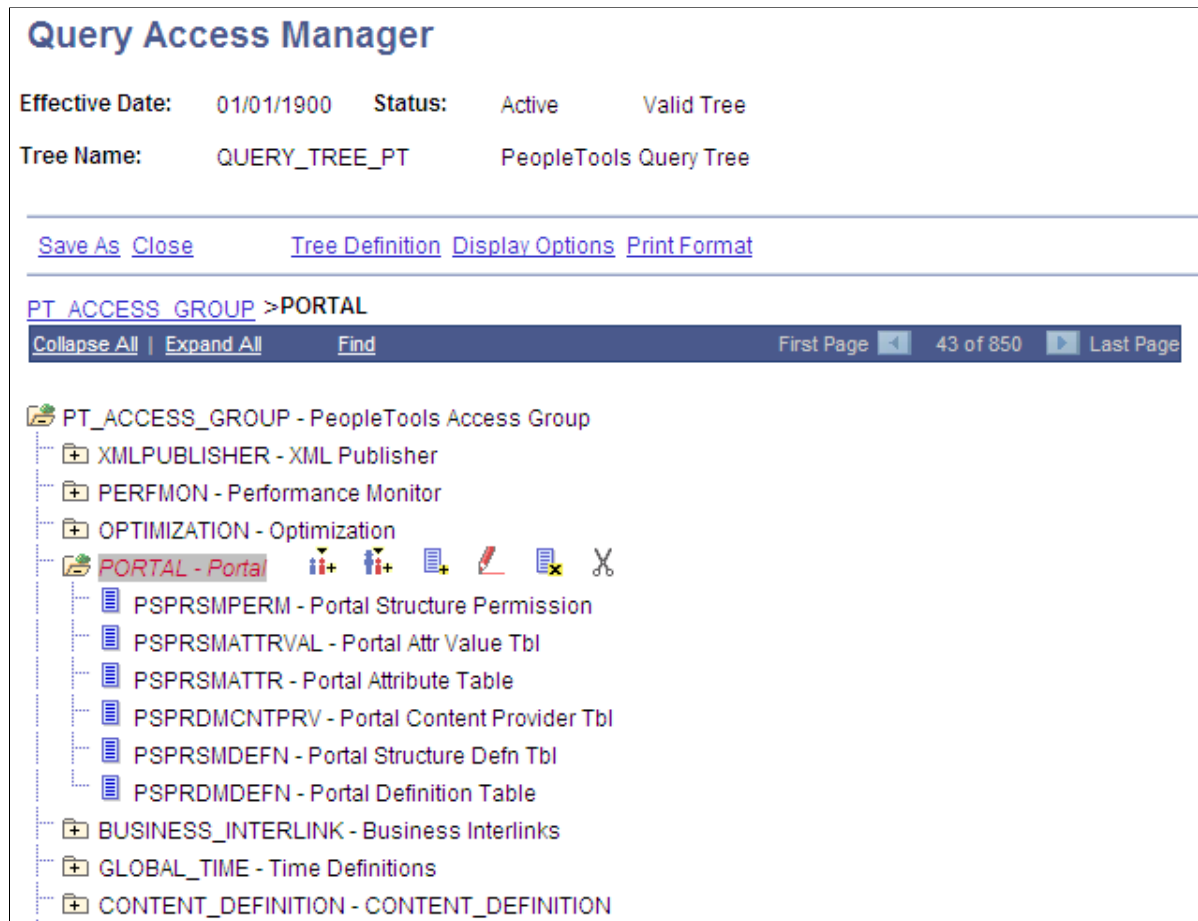 Query Access Manager
Effective Date: 01/01/1900 Status: Active Valid Tree
Tree Name: QUERY_TREE_PT PeopleTools Query Tree
Save As Close Tree Definition Display Options Print Format
PT_ACCESS_GROUP >PORTAL
Collapse All | Expand All Find First Page 43 of 850 Last Page
PT_ACCESS_GROUP - PeopleTools Access Group
XMLPUBLISHER - XML Publisher
PERFMON - Performance Monitor
OPTIMIZATION - Optimization
PORTAL - Portal
PSPRSMPERM - Portal Structure Permission
PSPRSMATTRVAL - Portal Attr Value Tbl
PSPRSMATTR - Portal Attribute Table
PSPRDMCNTPRV - Portal Content Provider Tbl
PSPRSMDEFN - Portal Structure Defn Tbl
PSPRDMDEFN - Portal Definition Table
BUSINESS_INTERLINK - Business Interlinks
GLOBAL_TIME - Time Definitions
CONTENT_DEFINITION - CONTENT_DEFINITION